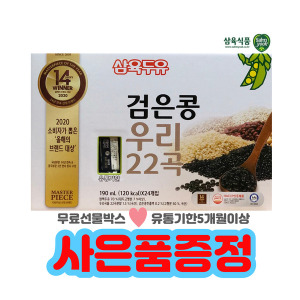 삼육식품
삼육두유
14
WINNER
2020
2020
소비자가 뽑은
올해의
브랜드 대상
검은콩
우리
22곡
190 mL (120 kcal)X24개입
MASTER
PIECE
무료선물박스 유통기한5개월이상
사은품증정